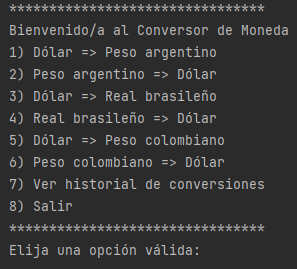 ********************************
Bienvenido/a al Conversor de Moneda
1) Dólar => Peso argentino
2) Peso argentino => Dólar
3) Dólar => Real brasileño
4) Real brasileño => Dólar
5) Dólar => Peso colombiano
6) Peso colombiano => Dólar
7) Ver historial de conversiones
8) Salir
********************************
Elija una opción válida: